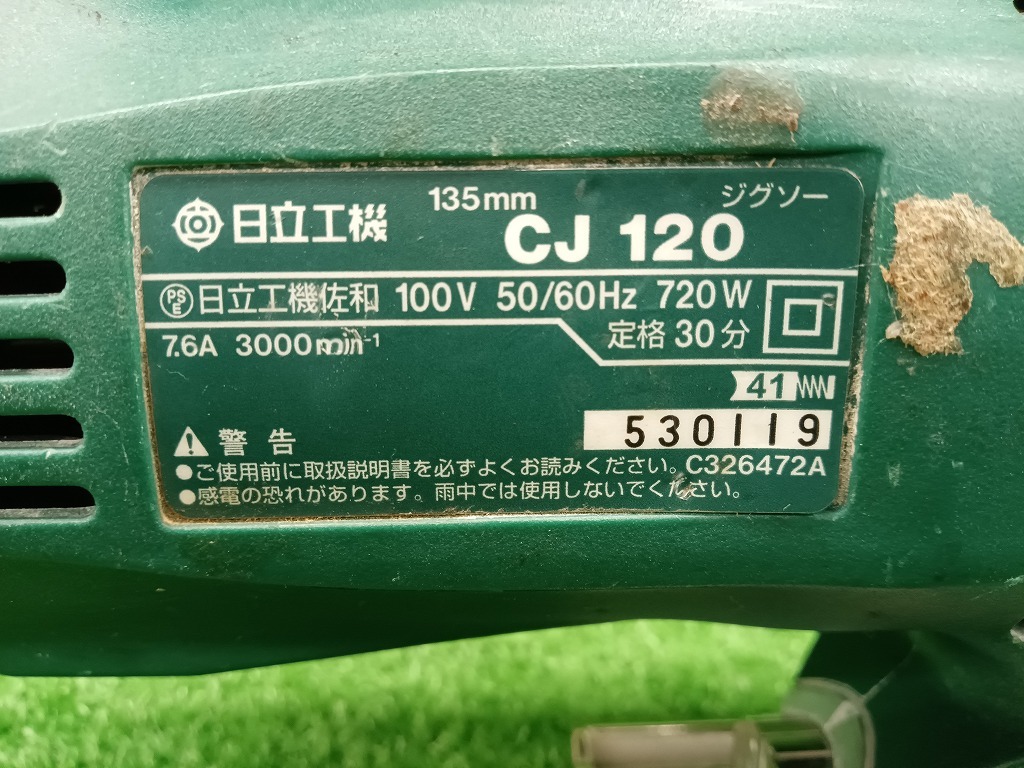 日立工機 135mm ジグソー
CJ 120
PSE 日立工機佐和 100V 50/60Hz 720W
7.6A 3000min-1 定格30分
41
530119
警告
●ご使用前に取扱説明書を必ずよくお読みください。C326472A
●感電の恐れがあります。雨中では使用しないでください。